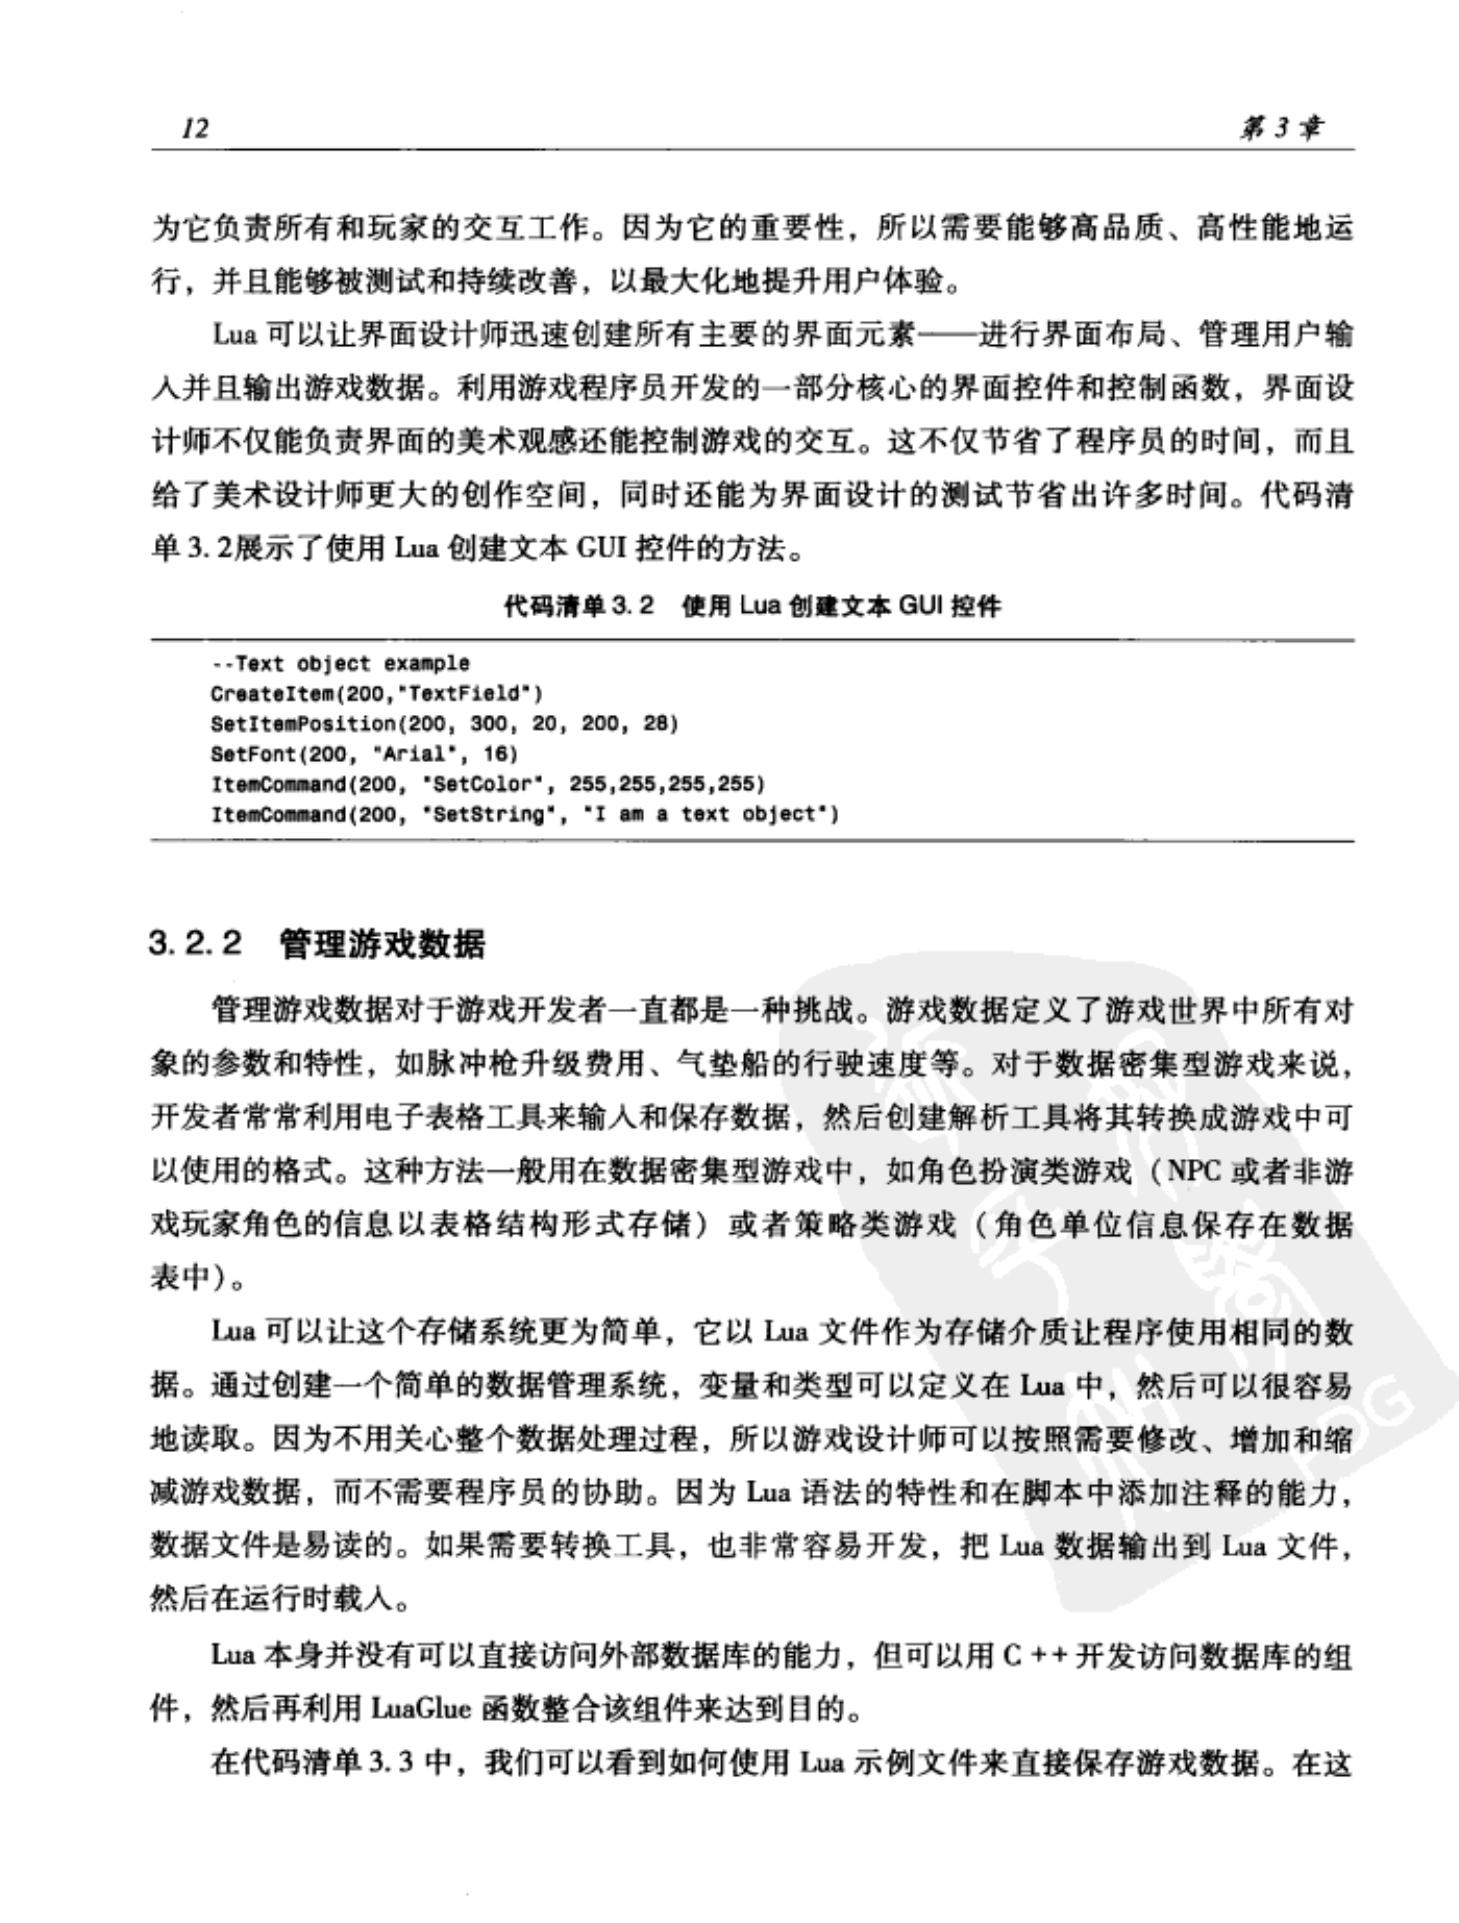 12
第 3 章
为它负责所有和玩家的交互工作。因为它的重要性，所以需要能够高品质、高性能地运
行，并且能够被测试和持续改善，以最大化地提升用户体验。
Lua 可以让界面设计师迅速创建所有主要的界面元素——进行界面布局、管理用户输
入并且输出游戏数据。利用游戏程序员开发的一部分核心的界面控件和控制函数，界面设
计师不仅能负责界面的美术观感还能控制游戏的交互。这不仅节省了程序员的时间，而且
给了美术设计师更大的创作空间，同时还能为界面设计的测试节省出许多时间。代码清
单 3. 2展示了使用 Lua 创建文本 GUI 控件的方法。
代码清单 3. 2 使用 Lua 创建文本 GUI 控件
--Text object example
CreateItem(200,"TextField")
SetItemPosition(200, 300, 20, 200, 28)
SetFont(200, "Arial", 16)
ItemCommand(200, "SetColor", 255,255,255,255)
ItemCommand(200, "SetString", "I am a text object")
3. 2. 2 管理游戏数据
管理游戏数据对于游戏开发者一直都是一种挑战。游戏数据定义了游戏世界中所有对
象的参数和特性，如脉冲枪升级费用、气垫船的行驶速度等。对于数据密集型游戏来说，
开发者常常利用电子表格工具来输入和保存数据，然后创建解析工具将其转换成游戏中可
以使用的格式。这种方法一般用在数据密集型游戏中，如角色扮演类游戏（NPC 或者非游
戏玩家角色的信息以表格结构形式存储）或者策略类游戏（角色单位信息保存在数据
表中）。
Lua 可以让这个存储系统更为简单，它以 Lua 文件作为存储介质让程序使用相同的数
据。通过创建一个简单的数据管理系统，变量和类型可以定义在 Lua 中，然后可以很容易
地读取。因为不用关心整个数据处理过程，所以游戏设计师可以按照需要修改、增加和缩
减游戏数据，而不需要程序员的协助。因为 Lua 语法的特性和在脚本中添加注释的能力，
数据文件是易读的。如果需要转换工具，也非常容易开发，把 Lua 数据输出到 Lua 文件，
然后在运行时载入。
Lua 本身并没有可以直接访问外部数据库的能力，但可以用 C ++ 开发访问数据库的组
件，然后再利用 LuaGlue 函数整合该组件来达到目的。
在代码清单 3. 3 中，我们可以看到如何使用 Lua 示例文件来直接保存游戏数据。在这